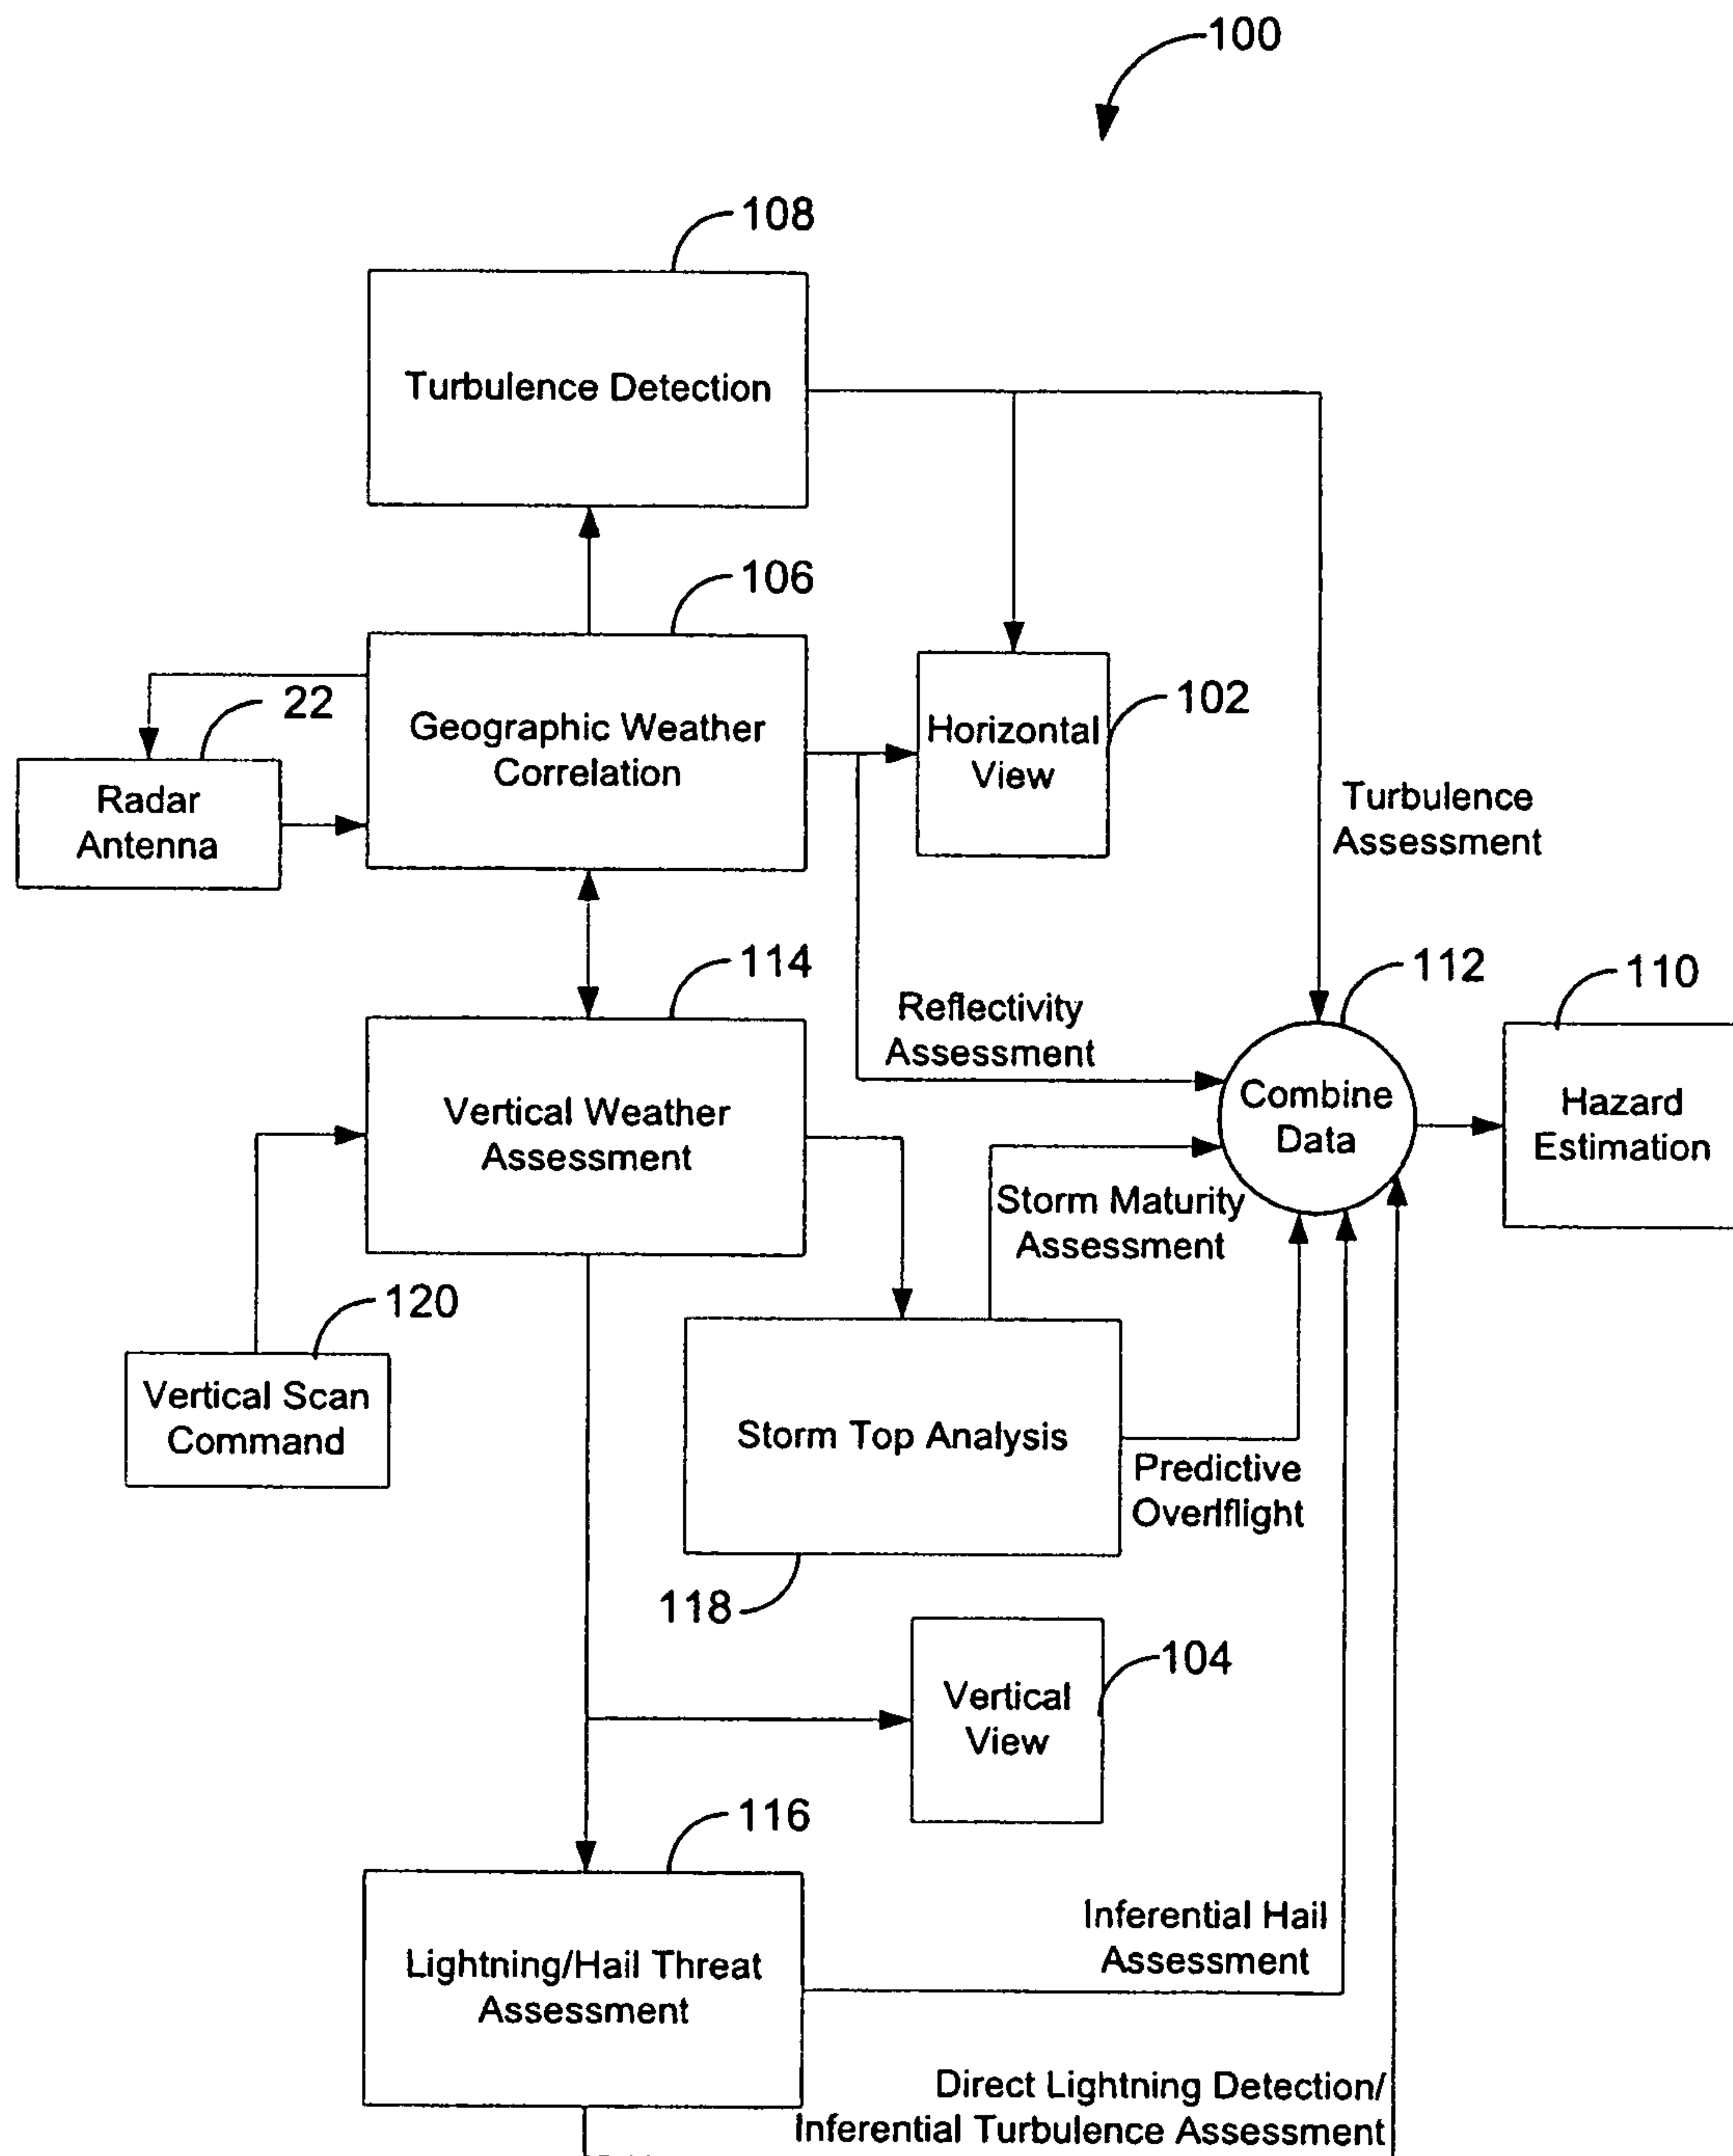 100
108
Turbulence Detection
106
22
Geographic Weather
Correlation
102
Horizontal
View
Radar
Antenna
Turbulence
Assessment
114
112
110
Reflectivity
Assessment
Vertical Weather
Assessment
Combine
Data
Hazard
Estimation
Storm Maturity
Assessment
120
Vertical Scan
Command
Storm Top Analysis
Predictive
Overlflight
118
104
Vertical
View
116
Inferential Hail
Assessment
Lightning/Hail Threat
Assessment
Direct Lightning Detection/
Inferential Turbulence Assessment